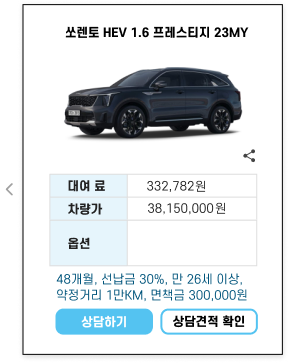 쏘렌토 HEV 1.6 프레스티지 23MY
대여 료 332,782원
차량가 38,150,000원
옵션
48개월, 선납금 30%, 만 26세 이상,
약정거리 1만KM, 면책금 300,000원
상담하기 상담견적 확인